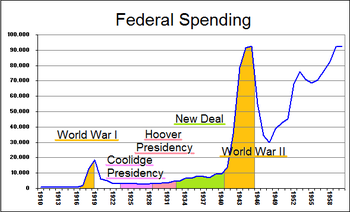 Federal Spending
100.000
90.000
80.000
70.000
60.000
50.000
40.000
30.000
20.000
10.000
0.000
New Deal
World War I
Hoover
Presidency
World War II
Coolidge
Presidency
1910 1913 1916 1919 1922 1925 1928 1931 1934 1937 1940 1943 1946 1949 1952 1955 1958